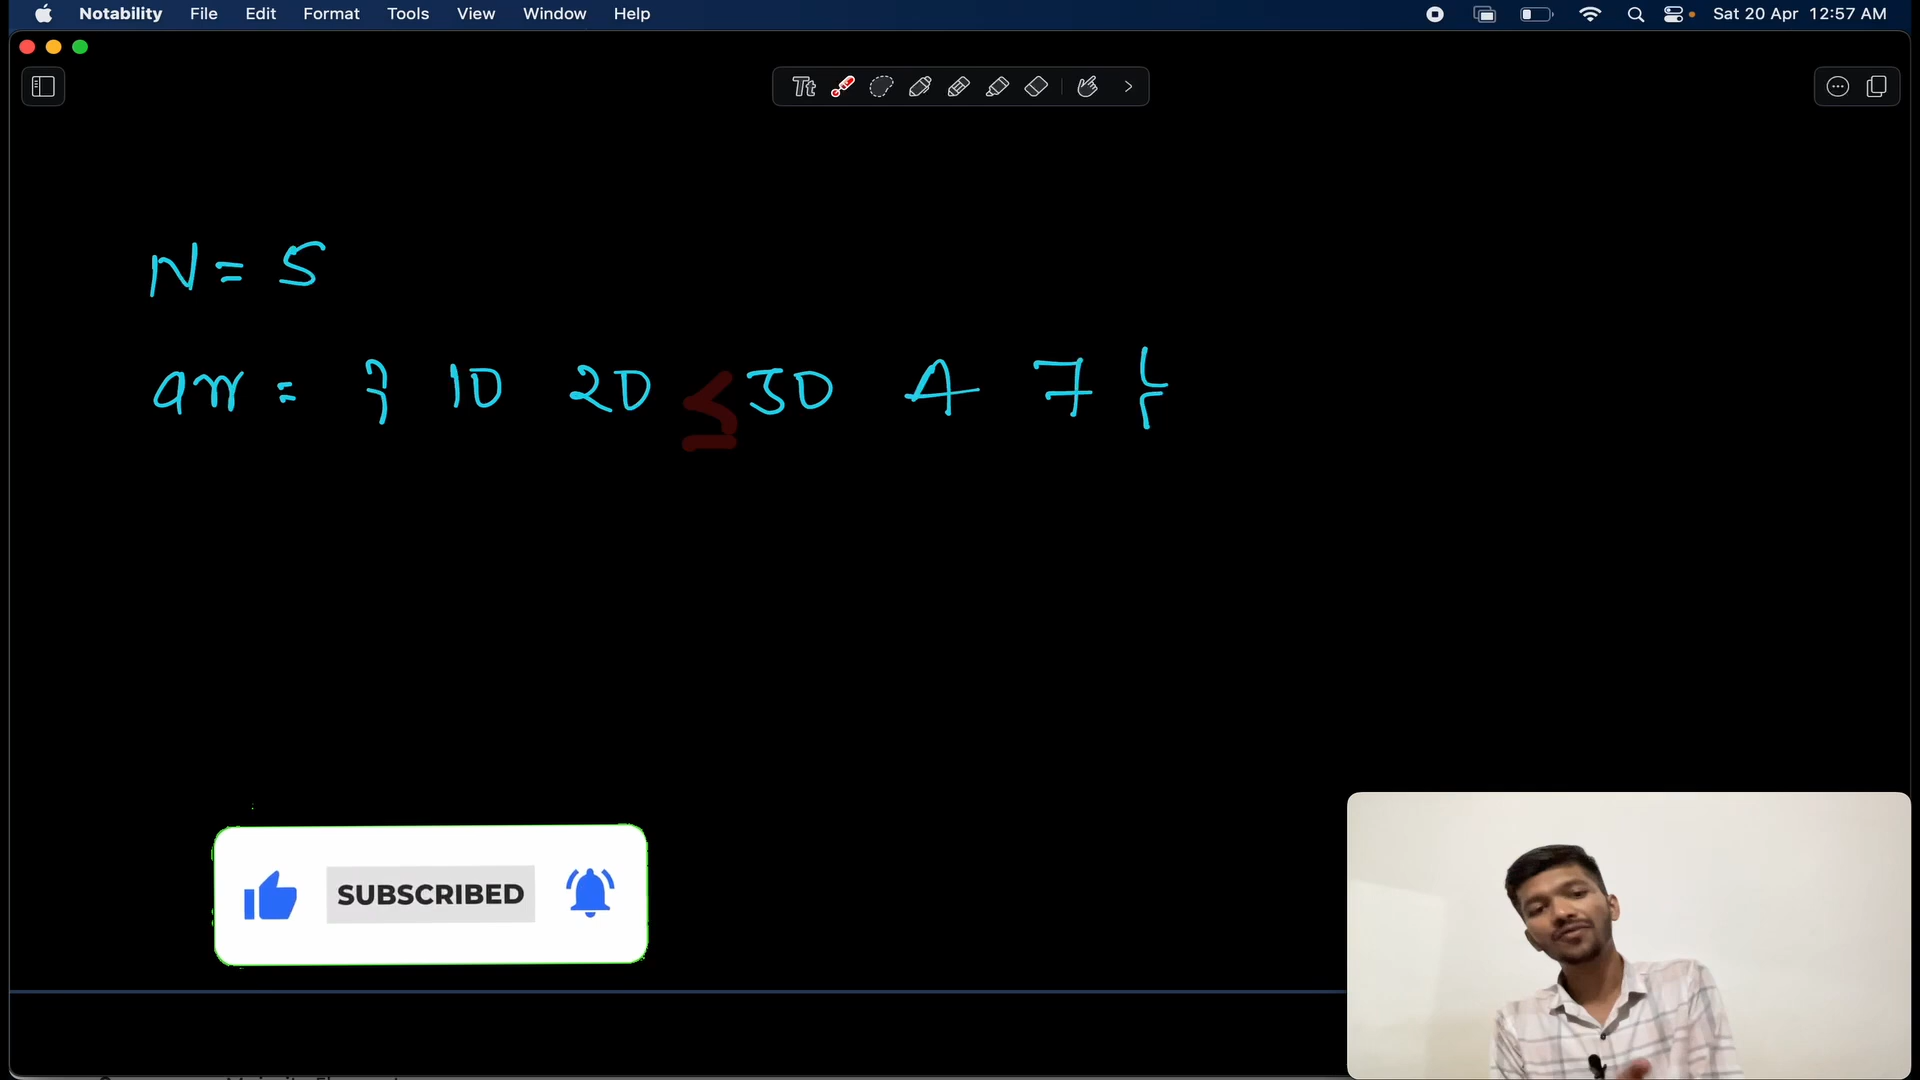 Notability File Edit Format Tools View Window Help Sat 20 Apr 12:57 AM
Tt
N = 5
arr = { 10 20 ≤ 30 4 7 }
SUBSCRIBED